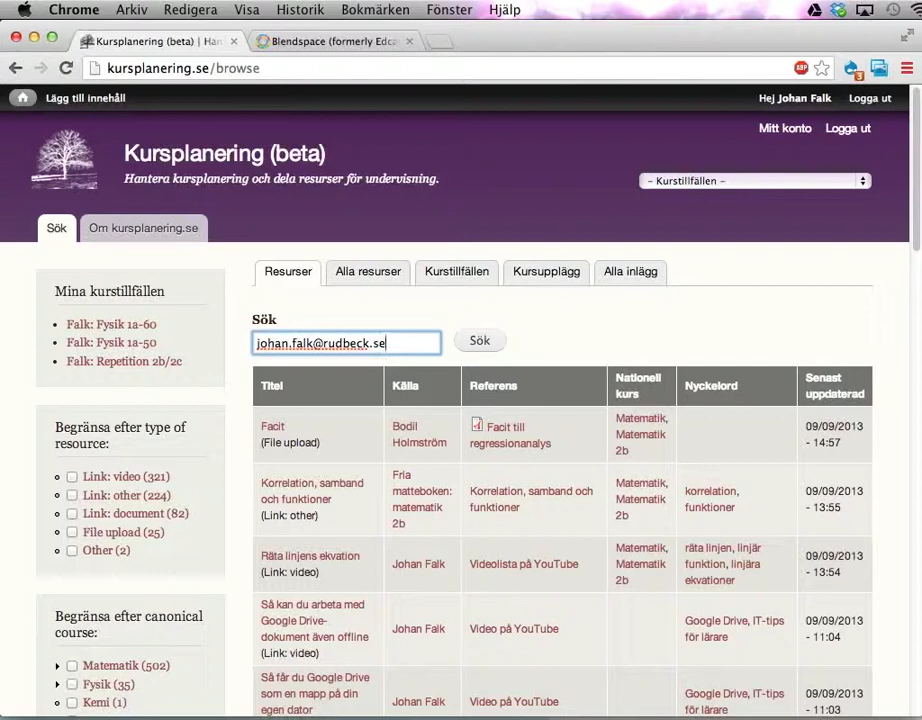 Chrome Arkiv Redigera Visa Historik Bokmärken Fönster Hjälp
Kursplanering (beta) | Han
Blendspace (formerly Edca
kursplanering.se/browse
ABP
3
Lägg till innehåll
Hej Johan Falk Logga ut
Mitt konto Logga ut
Kursplanering (beta)
Hantera kursplanering och dela resurser för undervisning.
- Kurstillfällen -
Sök Om kursplanering.se
Mina kurstillfällen
Falk: Fysik 1a-60
Falk: Fysik 1a-50
Falk: Repetition 2b/2c
Begränsa efter type of
resource:
Link: video (321)
Link: other (224)
Link: document (82)
File upload (25)
Other (2)
Begränsa efter canonical
course:
Matematik (502)
Fysik (35)
Kemi (1)
Resurser Alla resurser Kurstillfällen Kursupplägg Alla inlägg
Sök
johan.falk@rudbeck.se
Sök
Titel Källa Referens Nationell kurs Nyckelord Senast uppdaterad
Facit
(File upload)
Bodil
Holmström
Facit till
regressionanalys
Matematik,
Matematik
2b
09/09/2013
- 14:57
Korrelation, samband
och funktioner
(Link: other)
Fria
matteboken:
matematik
2b
Korrelation, samband och
funktioner
Matematik,
Matematik
2b
korrelation,
funktioner
09/09/2013
- 13:55
Räta linjens ekvation
(Link: video)
Johan Falk
Videolista på YouTube
Matematik,
Matematik
2b
räta linjen, linjär
funktion, linjära
ekvationer
09/09/2013
- 13:54
Så kan du arbeta med
Google Drive-
dokument även offline
(Link: video)
Johan Falk
Video på YouTube
Google Drive, IT-tips
för lärare
09/09/2013
- 11:04
Så får du Google Drive
som en mapp på din
egen dator
Johan Falk
Video på YouTube
Google Drive, IT-tips
för lärare
09/09/2013
- 11:03